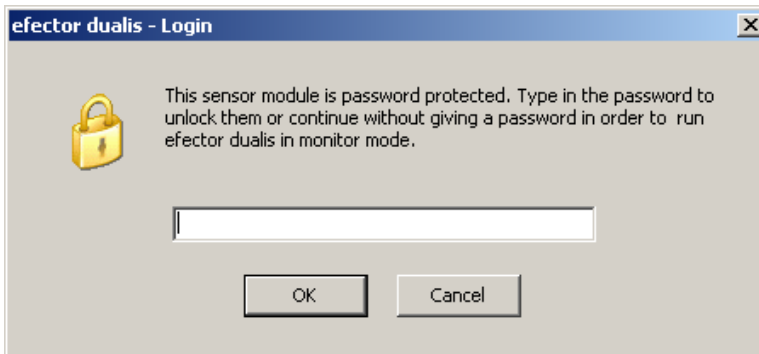 efector dualis - Login
This sensor module is password protected. Type in the password to
unlock them or continue without giving a password in order to run
efector dualis in monitor mode.
OK
Cancel